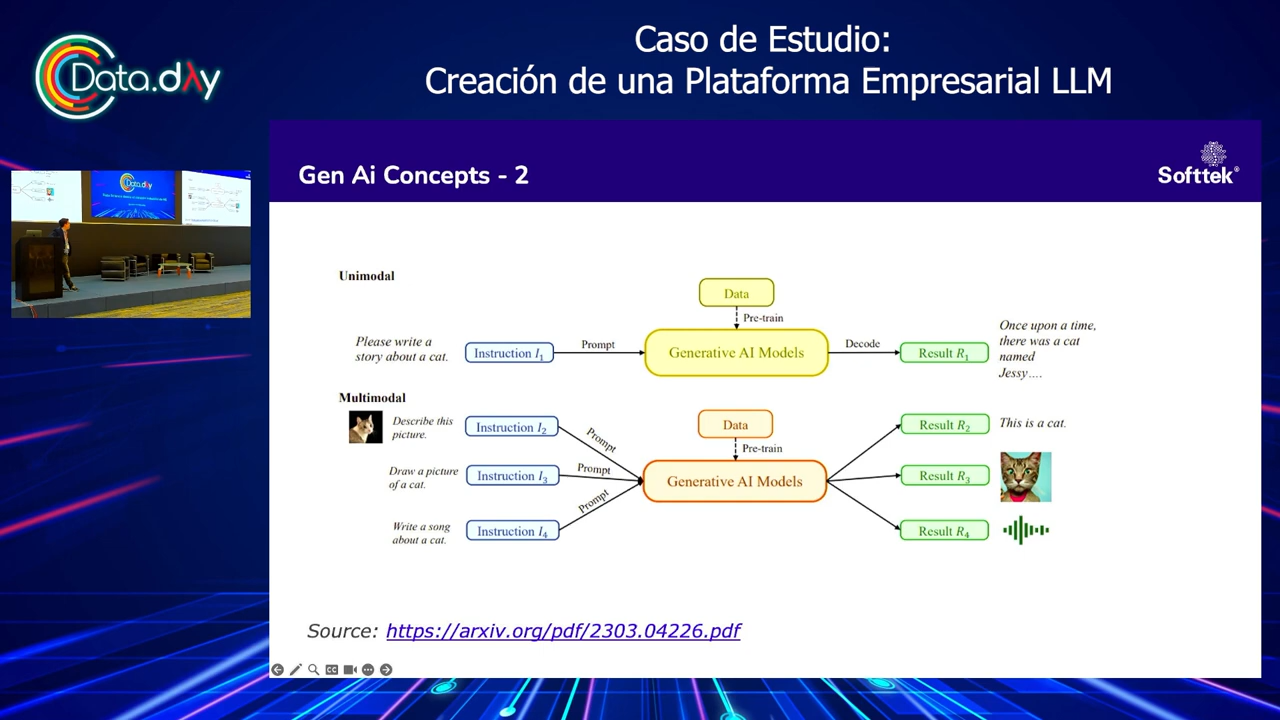 Caso de Estudio:
Creación de una Plataforma Empresarial LLM
Data.dλy
Gen Ai Concepts - 2
Softtek®
Unimodal
Data
Pre-train
Please write a
story about a cat.
Instruction I1
Prompt
Generative AI Models
Decode
Result R1
Once upon a time,
there was a cat
named
Jessy….
Multimodal
Describe this
picture.
Instruction I2
Prompt
Data
Pre-train
Result R2
This is a cat.
Draw a picture
of a cat.
Instruction I3
Prompt
Generative AI Models
Result R3
Write a song
about a cat.
Instruction I4
Prompt
Result R4
Source: https://arxiv.org/pdf/2303.04226.pdf
CC
Data.dλy